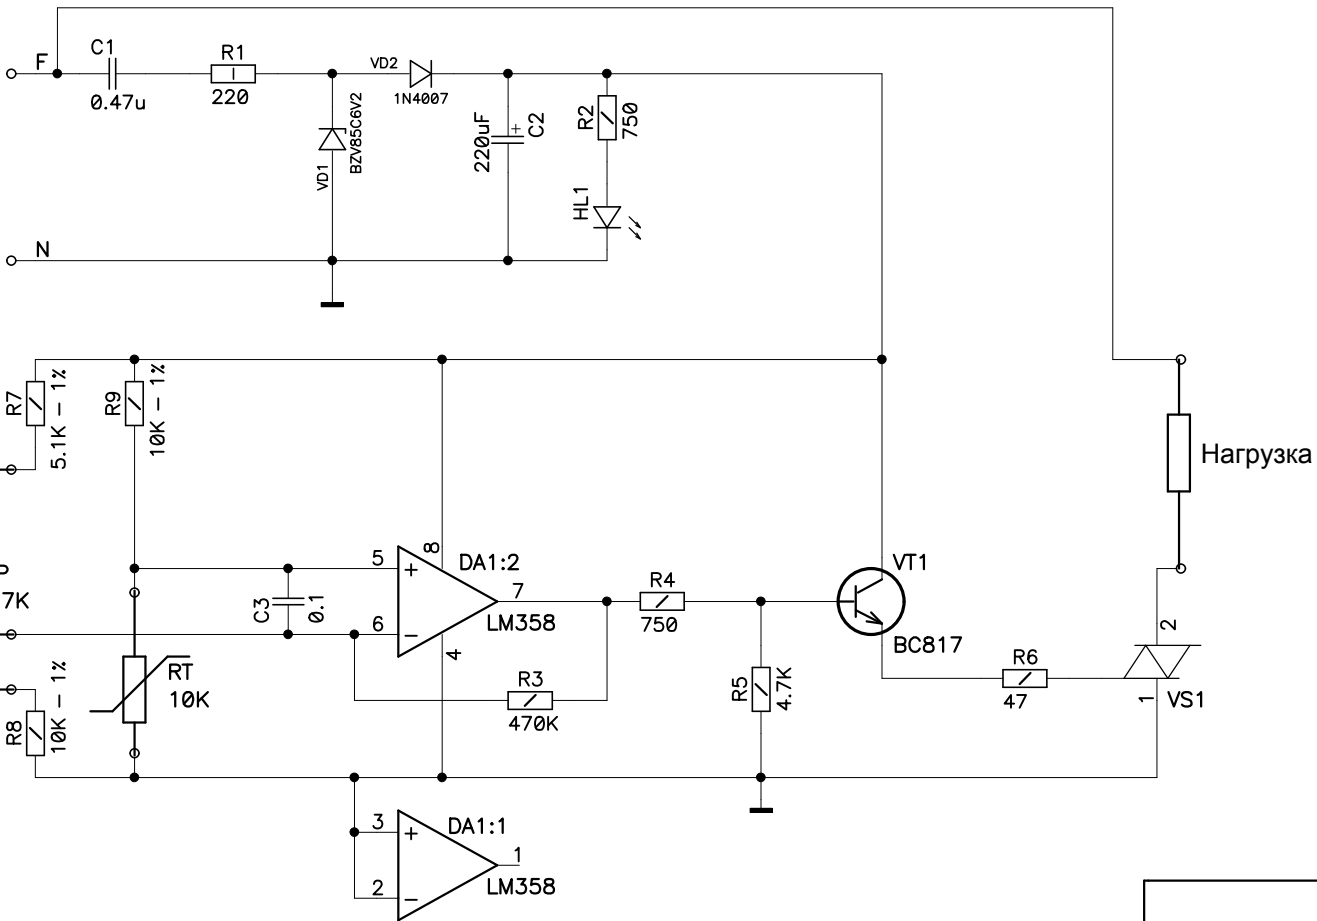 F
C1
0.47u
R1
220
VD2
1N4007
BZV85C6V2
VD1
220uF
+
C2
R2
750
HL1
N
R7
5.1K - 1%
R9
10K - 1%
Нагрузка
7K
C3
0.1
5
+
8
DA1:2
7
LM358
6
-
4
R4
750
VT1
BC817
RT
10K
R8
10K - 1%
R3
470K
R5
4.7K
R6
47
2
1
VS1
3
+
DA1:1
1
LM358
2
-